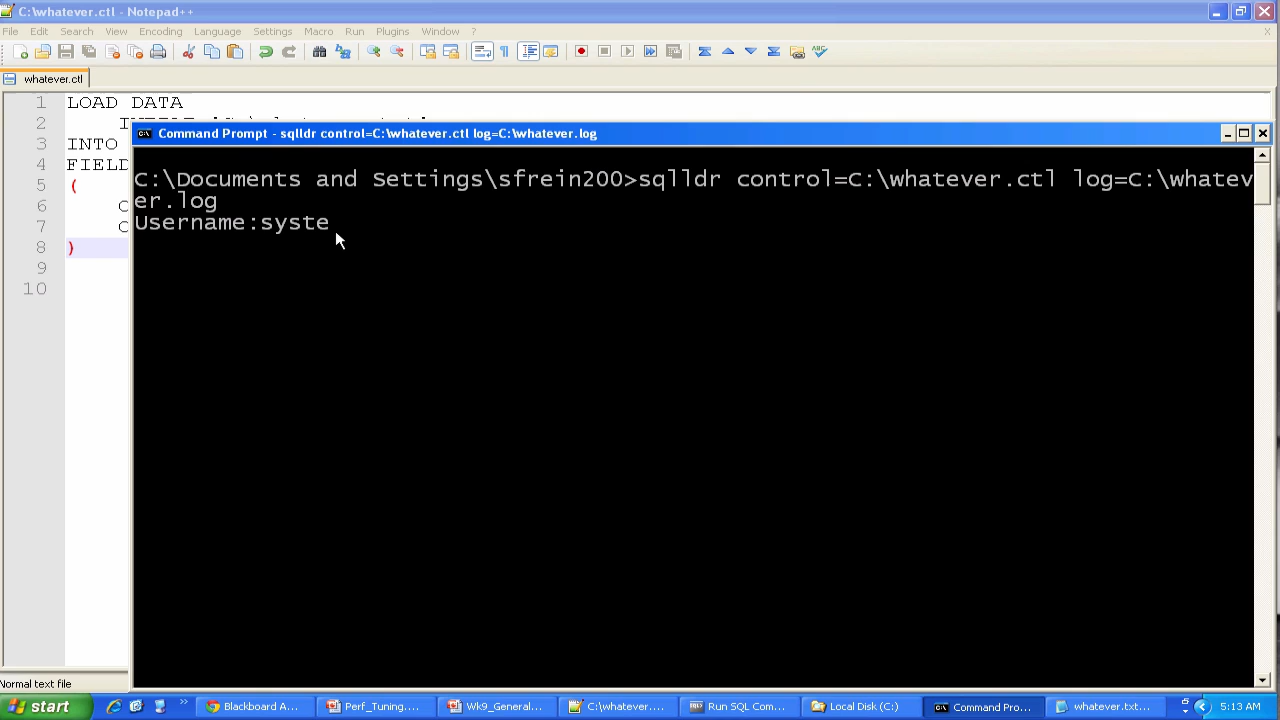 C:\whatever.ctl - Notepad++
File Edit Search View Encoding Language Settings Macro Run Plugins Window ?
X
whatever.ctl
1 LOAD DATA
2
3 INTO
4 FIELD
5 (
6 C
7 C
8 )
9
10
Command Prompt - sqlldr control=C:\whatever.ctl log=C:\whatever.log
C:\Documents and Settings\sfrein200>sqlldr control=C:\whatever.ctl log=C:\whatev
er.log
Username:syste
Normal text file
start Blackboard A... Perf_Tuning.... Wk9_General... C:\whatever.... Run SQL Com... Local Disk (C:) Command Pro... whatever.txt... 5:13 AM